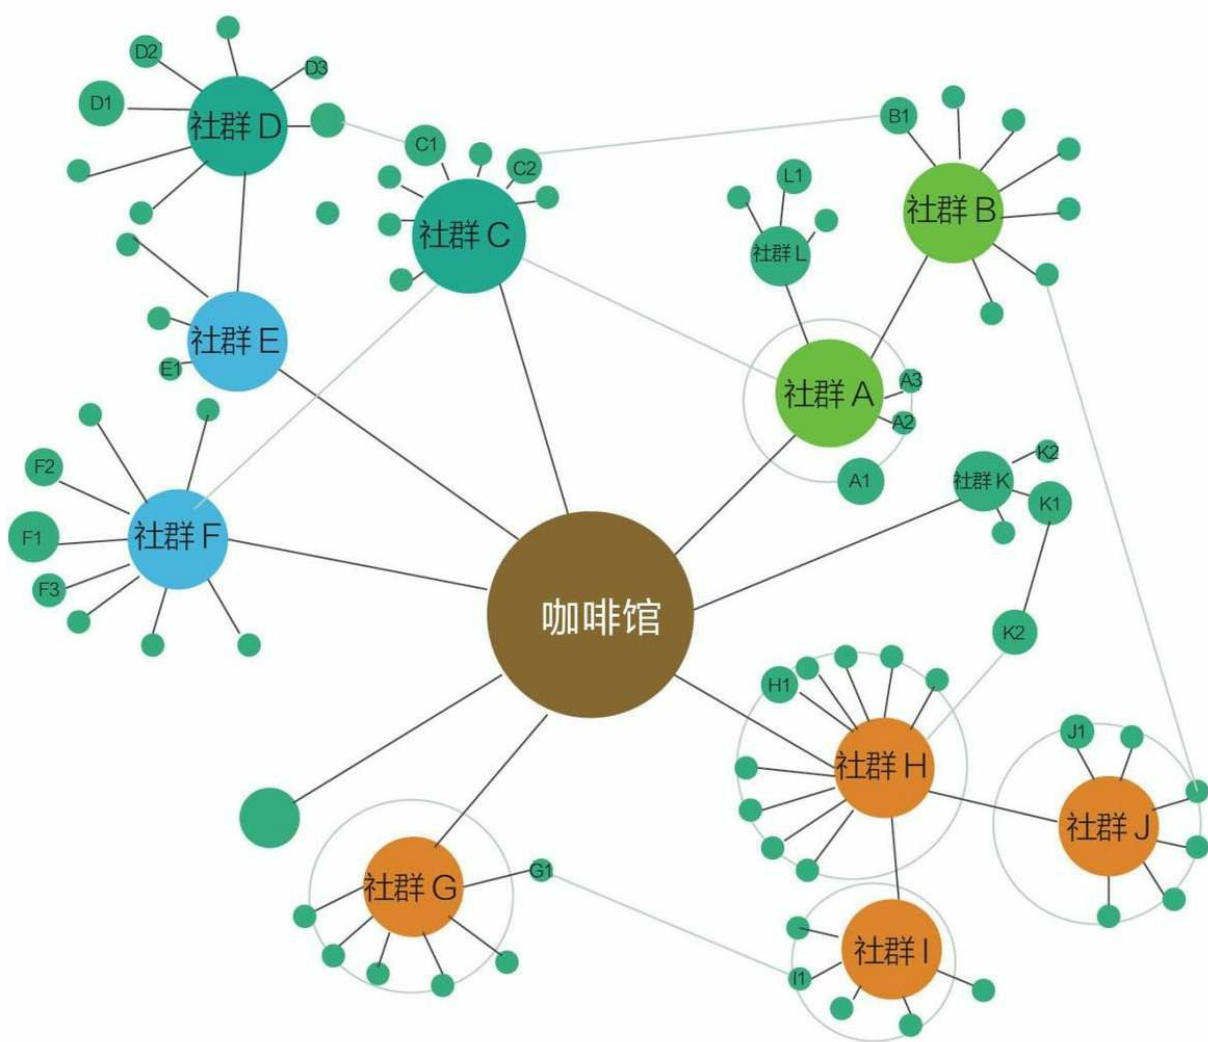 D2
D3
D1
社群 D
C1
C2
B1
L1
社群 B
社群 C
社群 L
社群 E
E1
社群 A
A3
A2
A1
K2
社群 K
K1
F2
F1
社群 F
F3
咖啡馆
K2
H1
社群 H
J1
社群 J
社群 G
G1
社群 I
I1